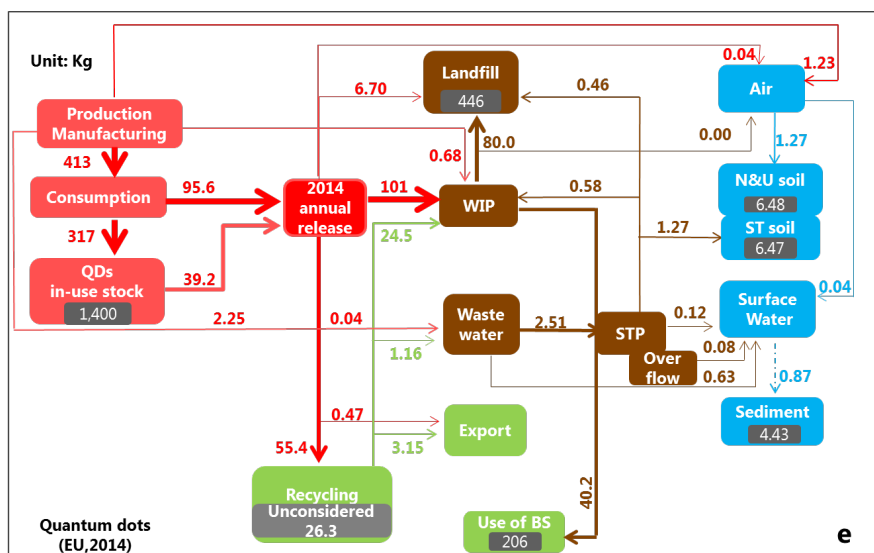 Unit: Kg
0.04
1.23
Landfill
446
6.70
0.46
Air
Production
Manufacturing
80.0
0.00
0.68
1.27
413
Consumption
95.6
2014
annual
release
101
WIP
0.58
N&U soil
6.48
ST soil
6.47
317
24.5
1.27
QDs
in-use stock
1,400
39.2
0.04
2.25
0.04
Waste
water
2.51
STP
0.12
Surface
Water
1.16
Over
flow
0.08
0.63
0.87
0.47
Export
Sediment
4.43
55.4
3.15
Recycling
Unconsidered
26.3
40.2
Quantum dots
(EU,2014)
Use of BS
206
e